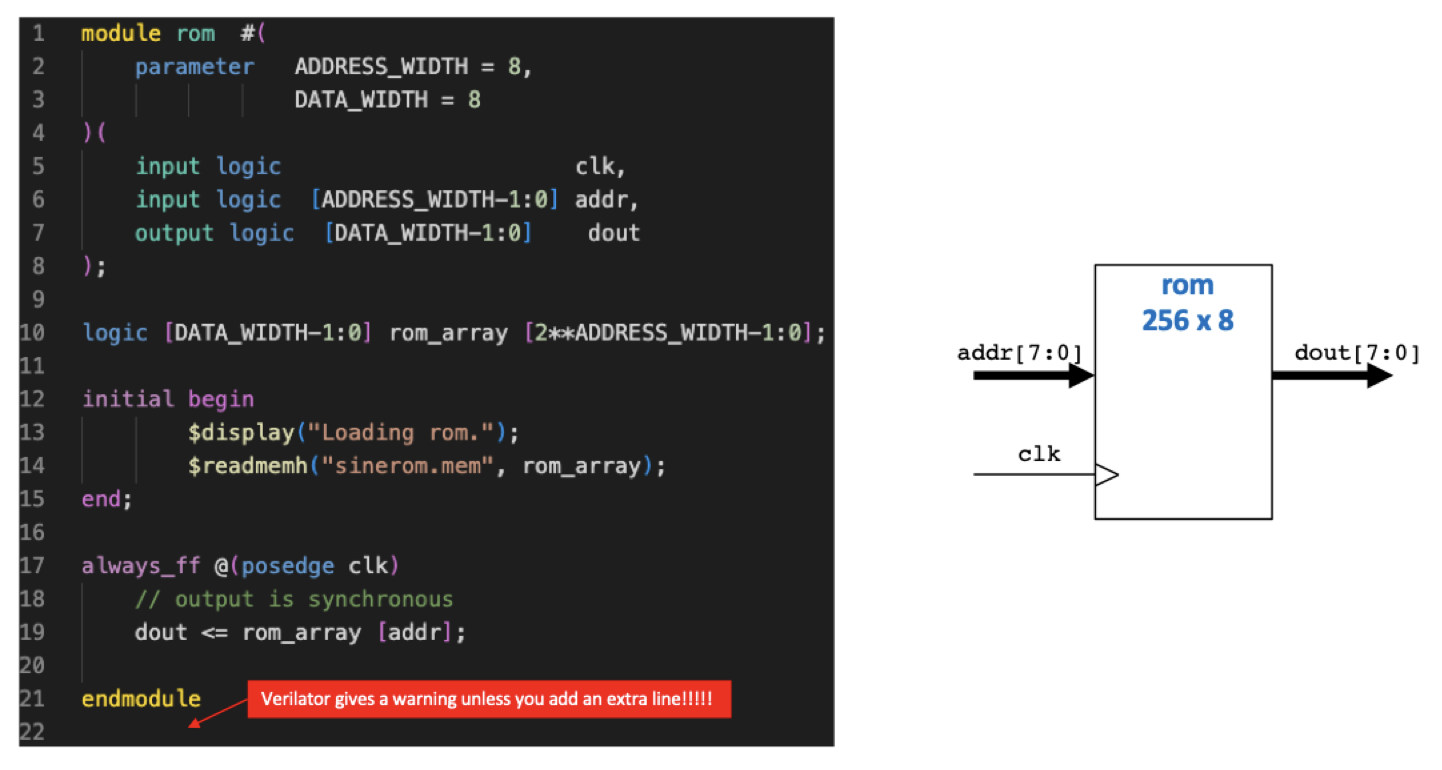 1 module rom #(
2 parameter ADDRESS_WIDTH = 8,
3 DATA_WIDTH = 8
4 )(
5 input logic clk,
6 input logic [ADDRESS_WIDTH-1:0] addr,
7 output logic [DATA_WIDTH-1:0] dout
8 );
9
10 logic [DATA_WIDTH-1:0] rom_array [2**ADDRESS_WIDTH-1:0];
11
12 initial begin
13 $display("Loading rom.");
14 $readmemh("sinerom.mem", rom_array);
15 end;
16
17 always_ff @(posedge clk)
18 // output is synchronous
19 dout <= rom_array [addr];
20
21 endmodule
Verilator gives a warning unless you add an extra line!!!!!
22
rom
256 x 8
addr[7:0]
dout[7:0]
clk